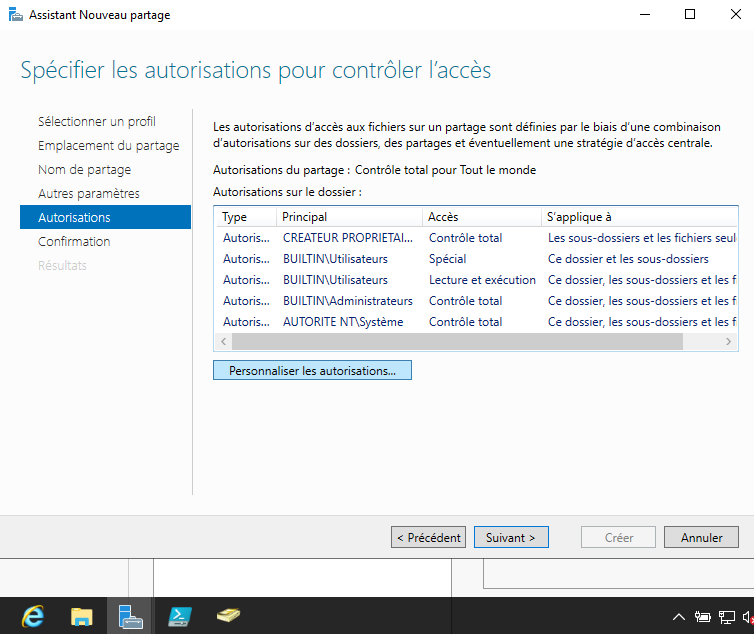 Assistant Nouveau partage
Spécifier les autorisations pour contrôler l'accès
Sélectionner un profil
Emplacement du partage
Nom de partage
Autres paramètres
Autorisations
Confirmation
Résultats
Les autorisations d'accès aux fichiers sur un partage sont définies par le biais d'une combinaison
d'autorisations sur des dossiers, des partages et éventuellement une stratégie d'accès centrale.
Autorisations du partage : Contrôle total pour Tout le monde
Autorisations sur le dossier :
Type Principal Accès S'applique à
Autoris... CREATEUR PROPRIETAI... Contrôle total Les sous-dossiers et les fichiers seul
Autoris... BUILTIN\Utilisateurs Spécial Ce dossier et les sous-dossiers
Autoris... BUILTIN\Utilisateurs Lecture et exécution Ce dossier, les sous-dossiers et les f
Autoris... BUILTIN\Administrateurs Contrôle total Ce dossier, les sous-dossiers et les f
Autoris... AUTORITE NT\Système Contrôle total Ce dossier, les sous-dossiers et les f
Personnaliser les autorisations...
< Précédent Suivant > Créer Annuler